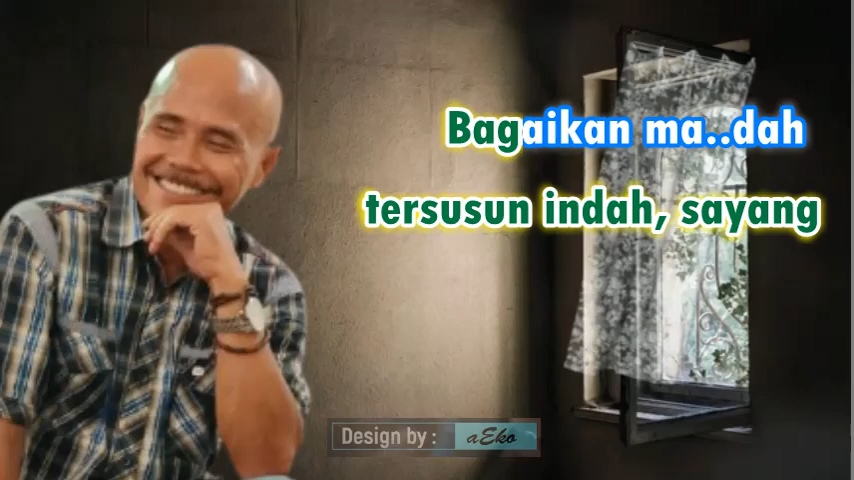 Bagaikan ma..dah
tersusun indah, sayang
Design by : aEko